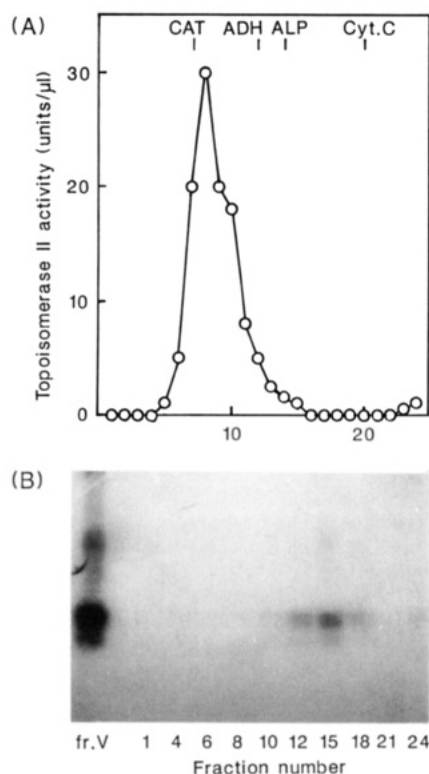 (A)
CAT ADH ALP Cyt.C
Topoisomerase II activity (units/μl)
30
20
10
0
10 20
(B)
fr.V 1 4 6 8 10 12 15 18 21 24
Fraction number